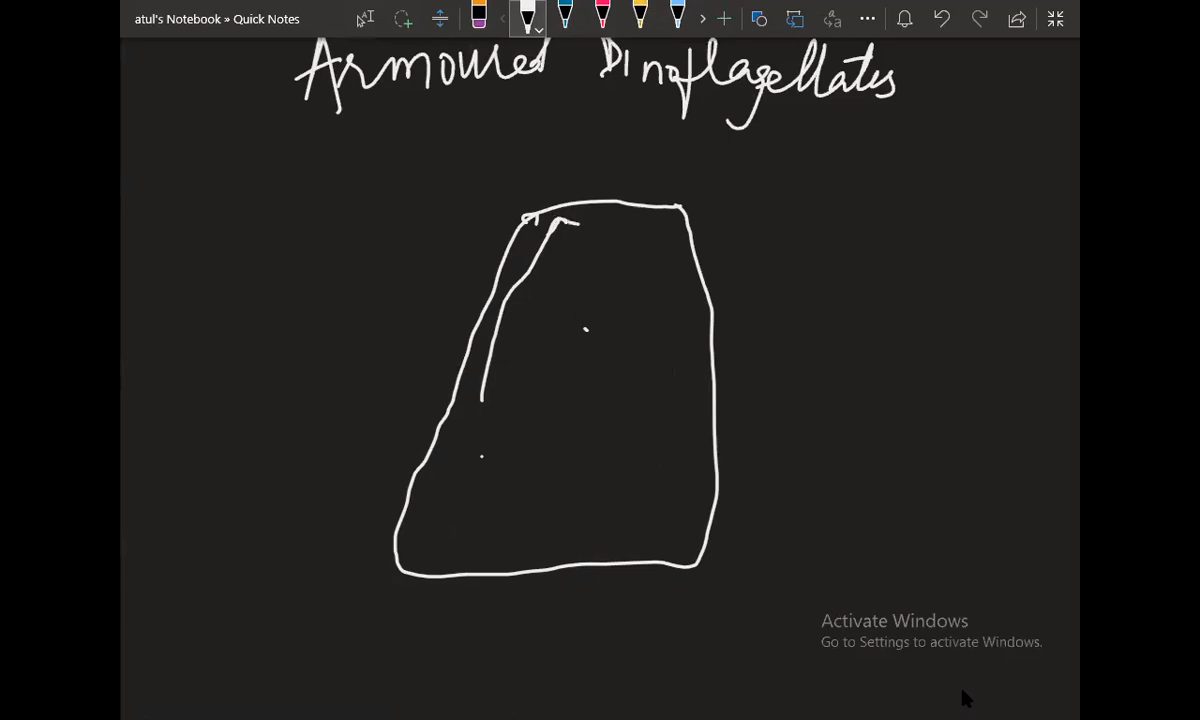 atul's Notebook » Quick Notes
Armoured Dinoflagellates
Activate Windows
Go to Settings to activate Windows.